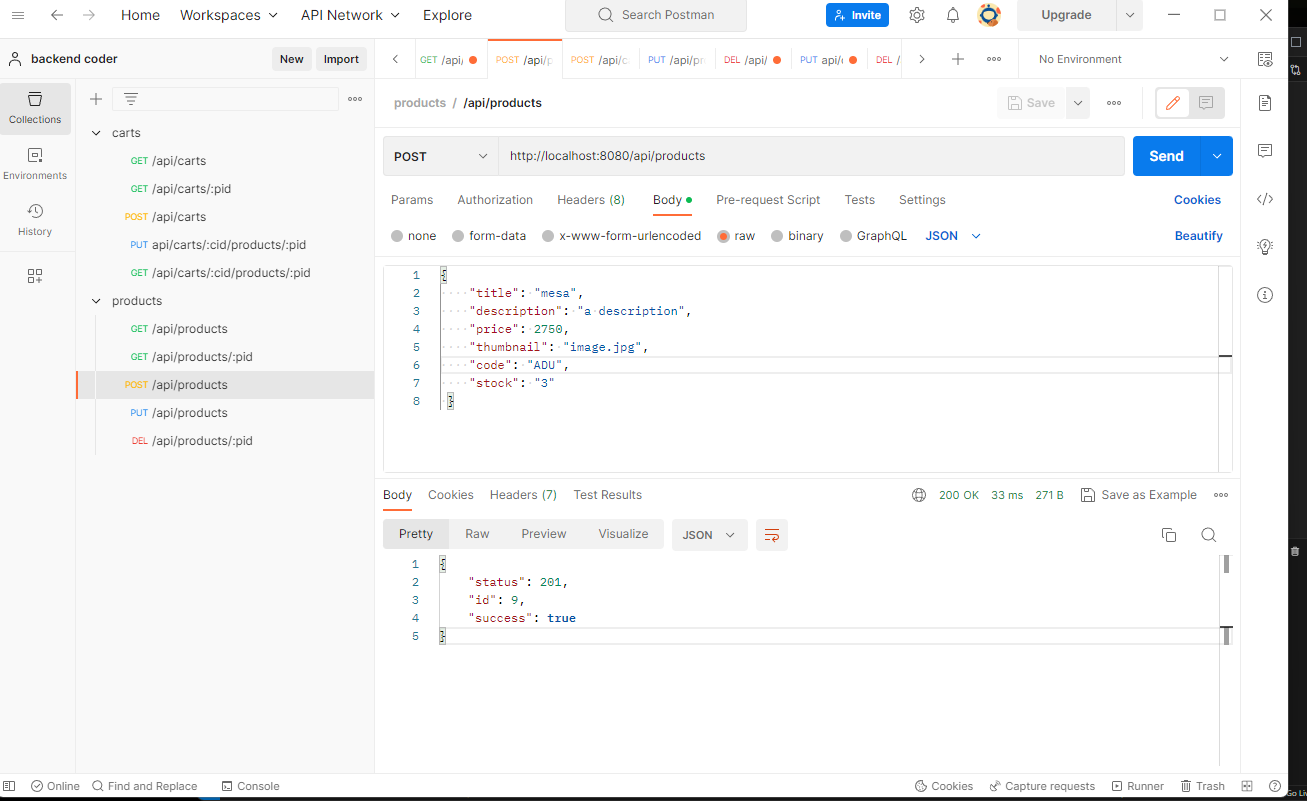 Home Workspaces API Network Explore Search Postman Invite Upgrade
backend coder New Import
GET /api/ POST /api/p POST /api/c PUT /api/pr DEL /api/ PUT api/ DEL / No Environment
Collections
Environments
History
carts
GET /api/carts
GET /api/carts/:pid
POST /api/carts
PUT api/carts/:cid/products/:pid
GET /api/carts/:cid/products/:pid
products
GET /api/products
GET /api/products/:pid
POST /api/products
PUT /api/products
DEL /api/products/:pid
products / /api/products Save
POST http://localhost:8080/api/products Send
Params Authorization Headers (8) Body Pre-request Script Tests Settings Cookies
none form-data x-www-form-urlencoded raw binary GraphQL JSON Beautify
1 {
2 "title": "mesa",
3 "description": "a description",
4 "price": 2750,
5 "thumbnail": "image.jpg",
6 "code": "ADU",
7 "stock": "3"
8 }
Body Cookies Headers (7) Test Results 200 OK 33 ms 271 B Save as Example
Pretty Raw Preview Visualize JSON
1 {
2 "status": 201,
3 "id": 9,
4 "success": true
5 }
Online Find and Replace Console Cookies Capture requests Runner Trash
Go Li